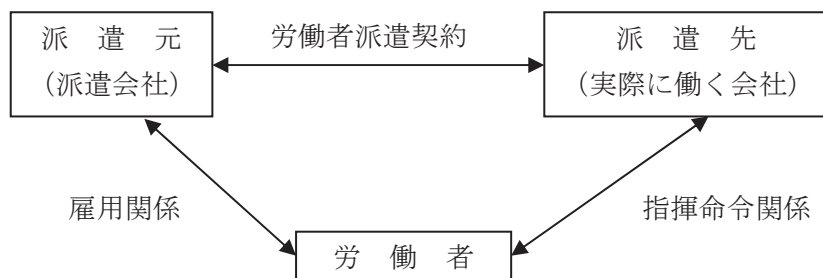 派遣元
(派遣会社)
労働者派遣契約
派遣先
(実際に働く会社)
雇用関係
指揮命令関係
労働者